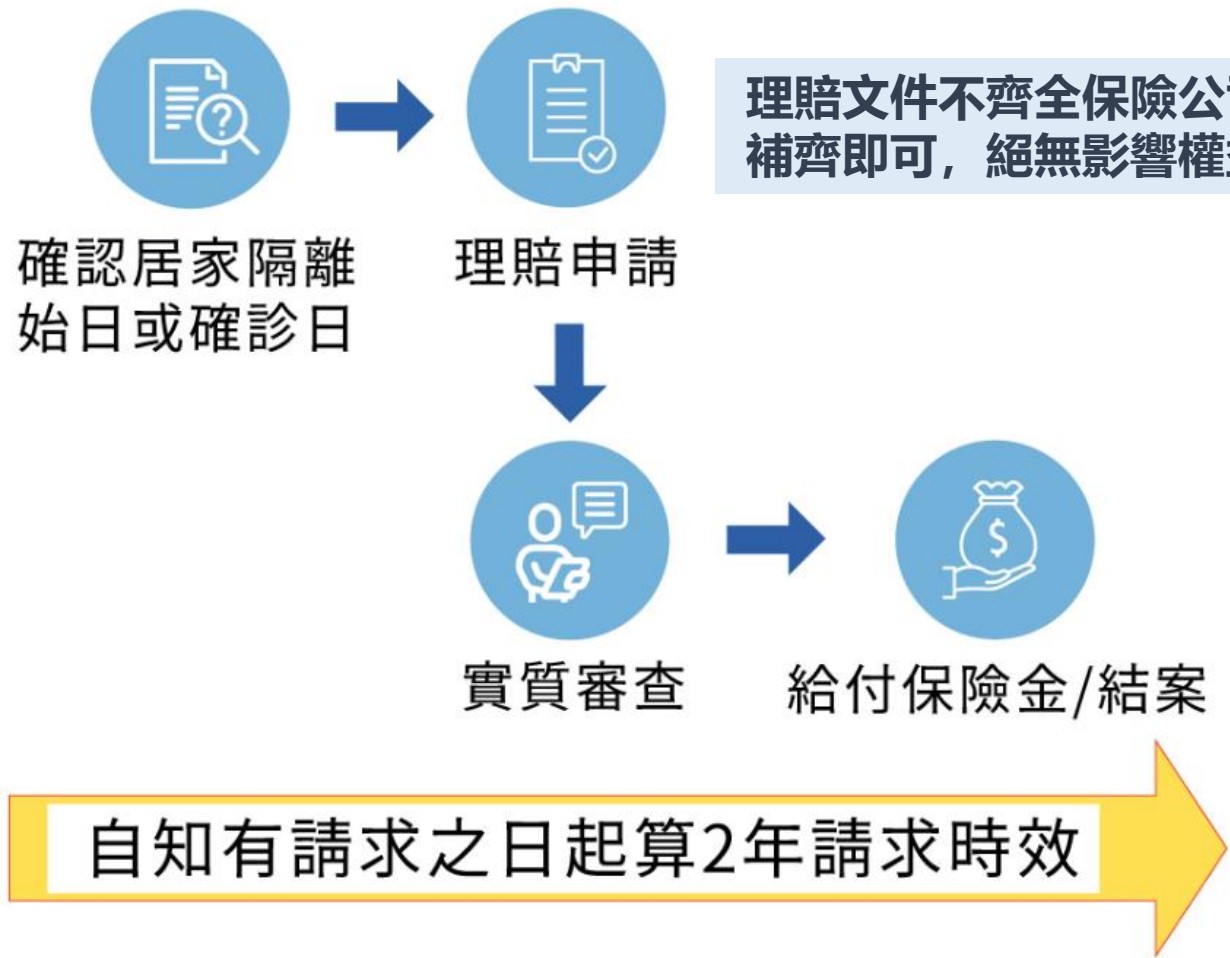 理賠文件不齊全保險公
補齊即可，絕無影響權
確認居家隔離
始日或確診日
理賠申請
實質審查
給付保險金/結案
自知有請求之日起算2年請求時效